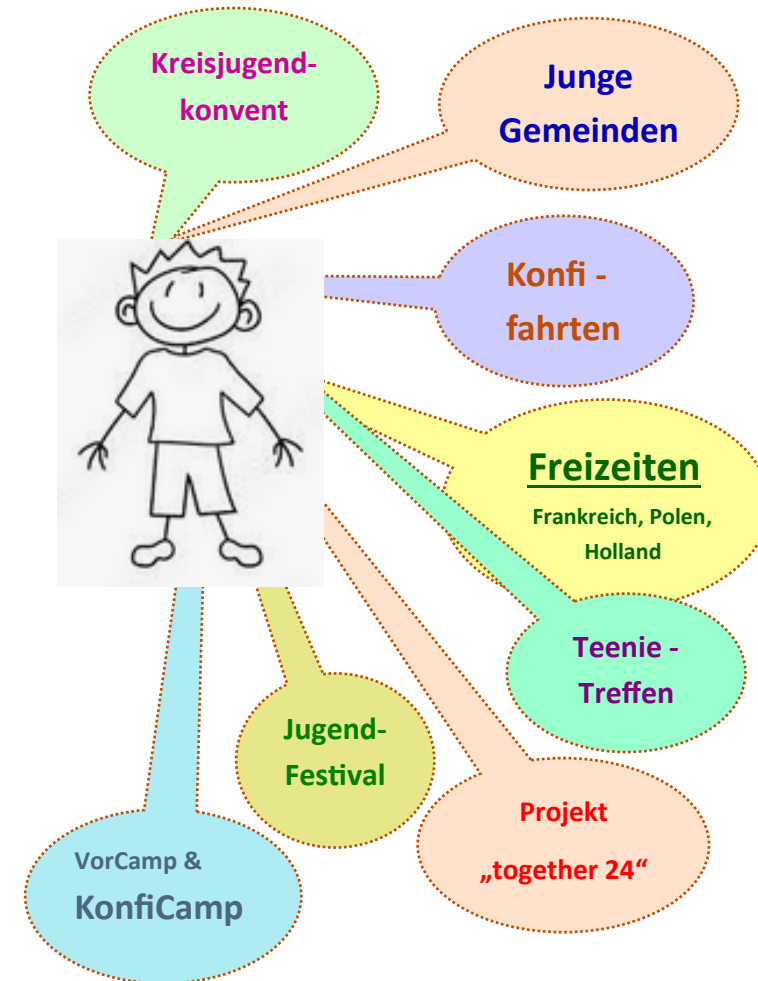 Kreisjugend-
konvent
Junge
Gemeinden
Konfi -
fahrten
Freizeiten
Frankreich, Polen,
Holland
Teenie -
Treffen
Jugend-
Festival
Projekt
„together 24“
VorCamp &
KonfiCamp